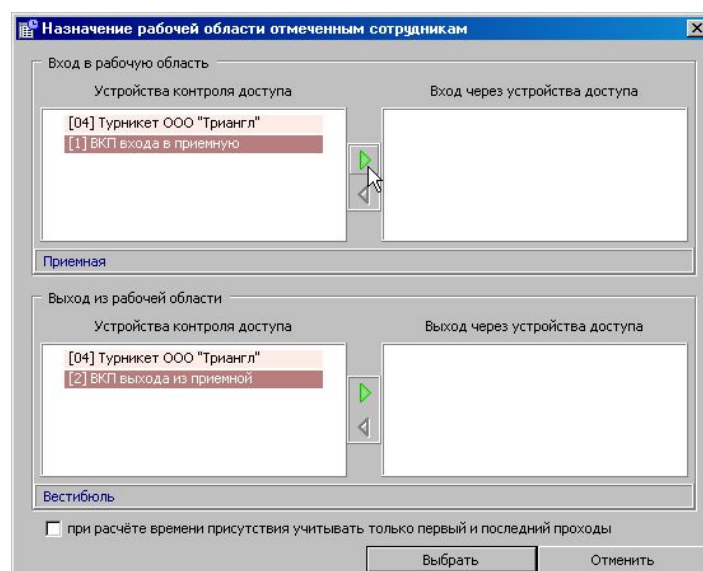 Назначение рабочей области отмеченным сотрудникам
Вход в рабочую область
Устройства контроля доступа
Вход через устройства доступа
[04] Турникет ООО "Триангл"
[1] ВКП входа в приемную
Приемная
Выход из рабочей области
Устройства контроля доступа
Выход через устройства доступа
[04] Турникет ООО "Триангл"
[2] ВКП выхода из приемной
Вестибюль
при расчёте времени присутствия учитывать только первый и последний проходы
Выбрать
Отменить